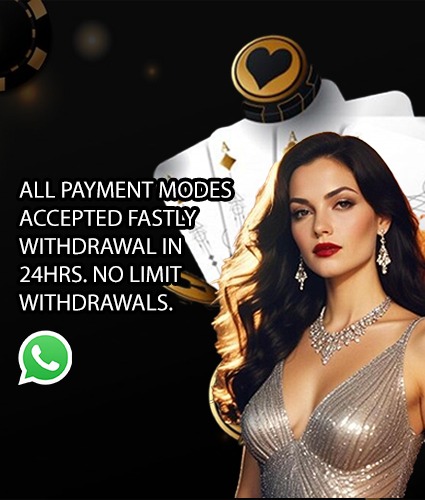 ALL PAYMENT MODES
ACCEPTED FASTLY
WITHDRAWAL IN
24HRS. NO LIMIT
WITHDRAWALS.